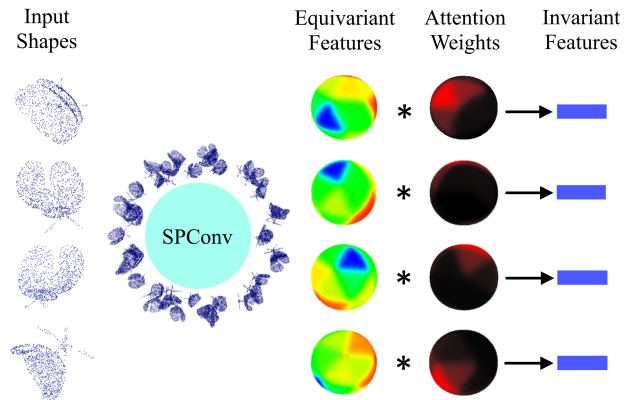 Input
Shapes
Equivariant
Features
Attention
Weights
Invariant
Features
*
SPConv
*
*
*